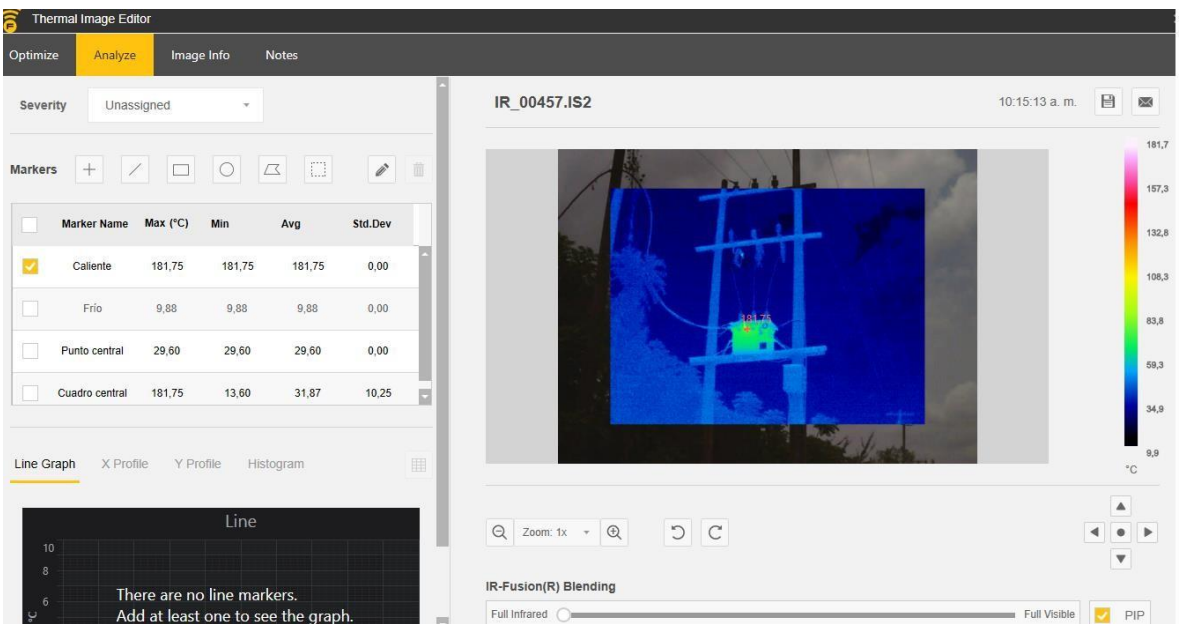 Thermal Image Editor
Optimize Analyze Image Info Notes
Severity Unassigned
Markers
Marker Name Max (°C) Min Avg Std.Dev
Caliente 181,75 181,75 181,75 0,00
Frío 9,88 9,88 9,88 0,00
Punto central 29,60 29,60 29,60 0,00
Cuadro central 181,75 13,60 31,87 10,25
Line Graph X Profile Y Profile Histogram
Line
10
8
6
°C
There are no line markers.
Add at least one to see the graph.
IR_00457.IS2 10:15:13 a. m.
181.75
181,7
157,3
132,8
108,3
83,8
59,3
34,9
9,9
°C
Zoom: 1x
IR-Fusion(R) Blending
Full Infrared Full Visible PIP